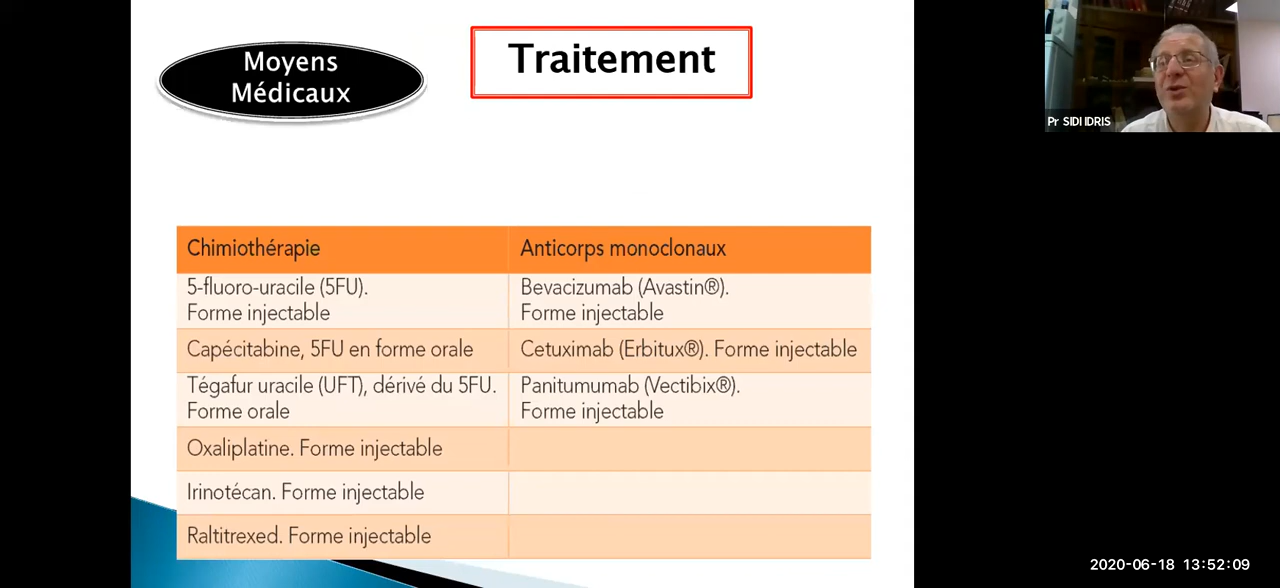 Moyens
Médicaux
Traitement
Pr SIDI IDRIS
Chimiothérapie
Anticorps monoclonaux
5-fluoro-uracile (5FU).
Forme injectable
Bevacizumab (Avastin®).
Forme injectable
Capécitabine, 5FU en forme orale
Cetuximab (Erbitux®). Forme injectable
Tégafur uracile (UFT), dérivé du 5FU.
Forme orale
Panitumumab (Vectibix®).
Forme injectable
Oxaliplatine. Forme injectable
Irinotécan. Forme injectable
Raltitrexed. Forme injectable
2020-06-18 13:52:09